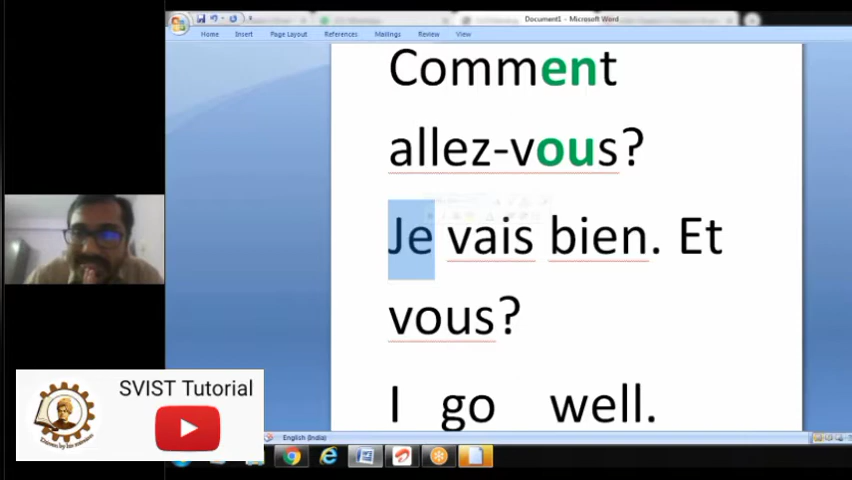 Document1 - Microsoft Word
Home Insert Page Layout References Mailings Review View
Comment
allez-vous?
Je vais bien. Et
vous?
I go well.
SVIST Tutorial
English (India)